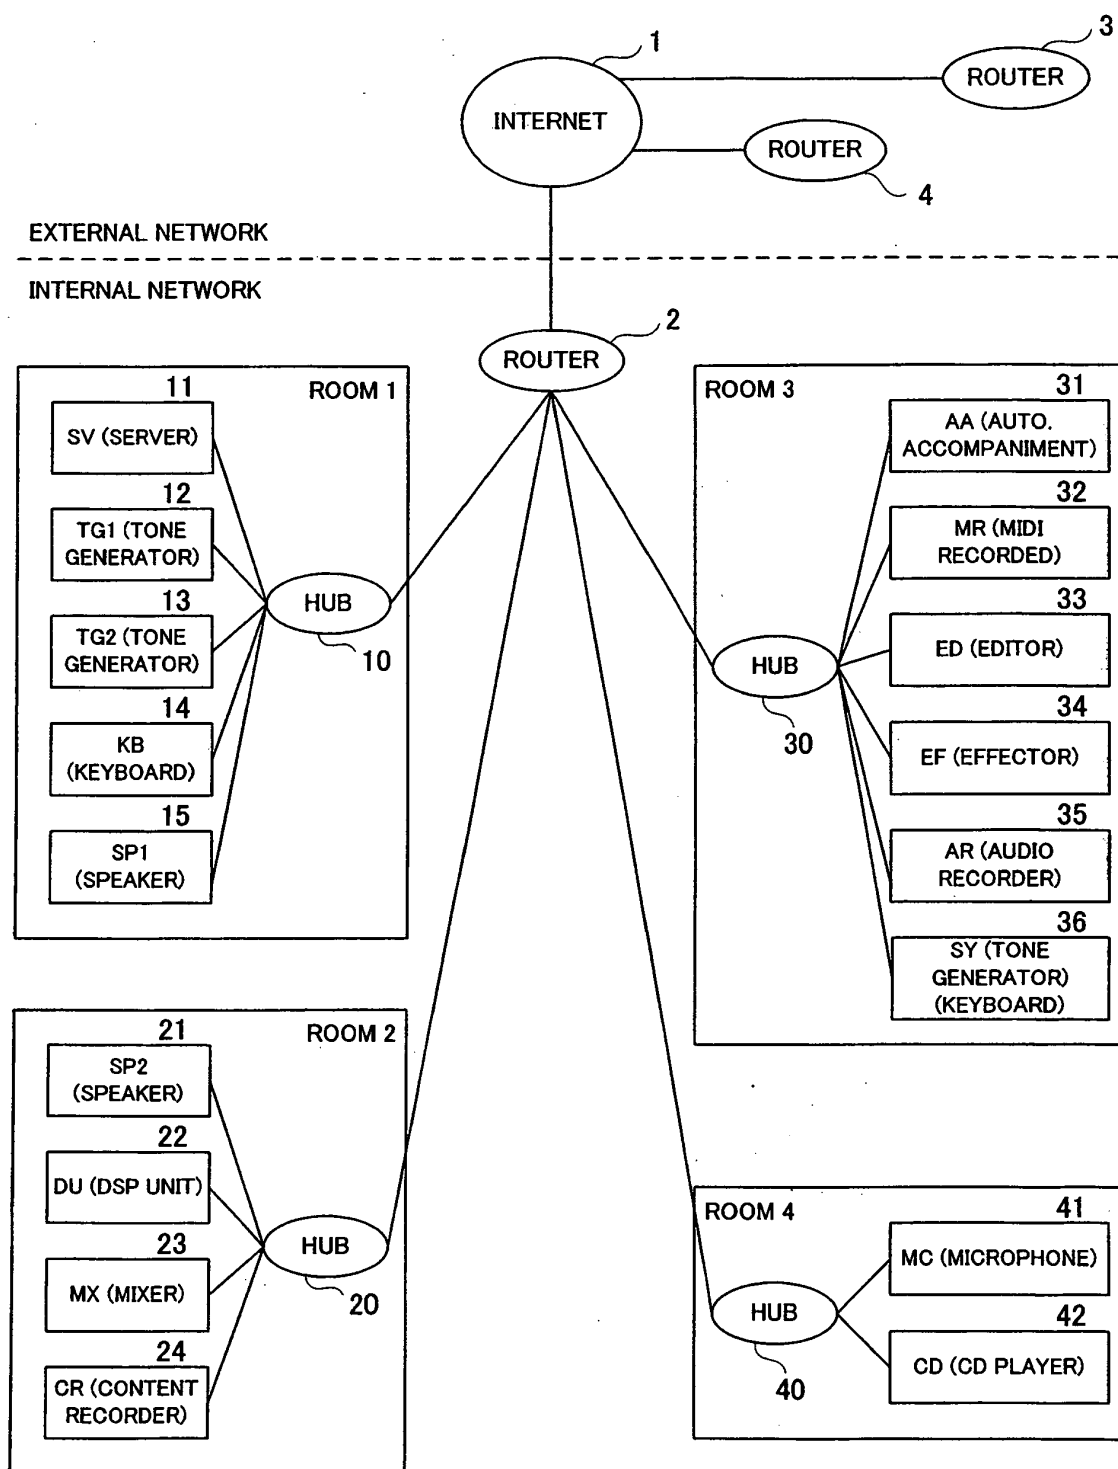 1
3
ROUTER
INTERNET
ROUTER
4
EXTERNAL NETWORK
INTERNAL NETWORK
2
ROUTER
ROOM 1
11
SV (SERVER)
12
TG1 (TONE
GENERATOR)
13
TG2 (TONE
GENERATOR)
14
KB
(KEYBOARD)
15
SP1
(SPEAKER)
HUB
10
ROOM 3
31
AA (AUTO.
ACCOMPANIMENT)
32
MR (MIDI
RECORDED)
33
ED (EDITOR)
34
EF (EFFECTOR)
35
AR (AUDIO
RECORDER)
36
SY (TONE
GENERATOR)
(KEYBOARD)
HUB
30
ROOM 2
21
SP2
(SPEAKER)
22
DU (DSP UNIT)
23
MX (MIXER)
24
CR (CONTENT
RECORDER)
HUB
20
ROOM 4
41
MC (MICROPHONE)
42
CD (CD PLAYER)
HUB
40